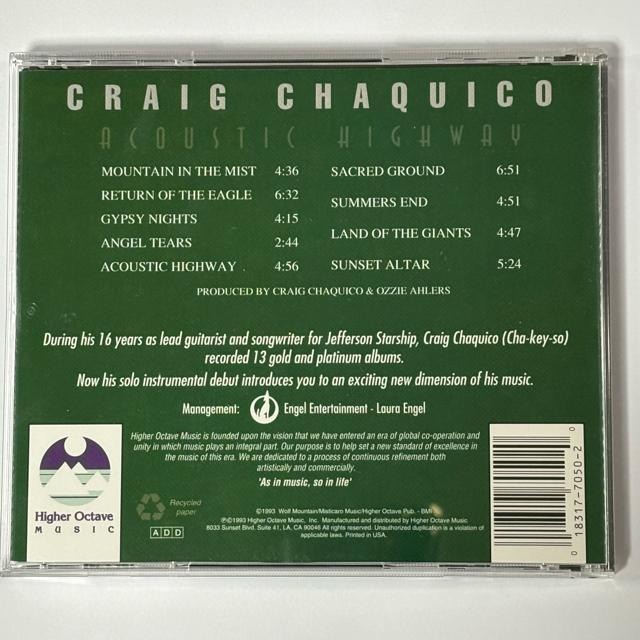 CRAIG CHAQUICO
ACOUSTIC HIGHWAY
MOUNTAIN IN THE MIST 4:36
RETURN OF THE EAGLE 6:32
GYPSY NIGHTS 4:15
ANGEL TEARS 2:44
ACOUSTIC HIGHWAY 4:56
SACRED GROUND 6:51
SUMMERS END 4:51
LAND OF THE GIANTS 4:47
SUNSET ALTAR 5:24
PRODUCED BY CRAIG CHAQUICO & OZZIE AHLERS
During his 16 years as lead guitarist and songwriter for Jefferson Starship, Craig Chaquico (Cha-key-so)
recorded 13 gold and platinum albums.
Now his solo instrumental debut introduces you to an exciting new dimension of his music.
Management: Engel Entertainment - Laura Engel
Higher Octave Music is founded upon the vision that we have entered an era of global co-operation and
unity in which music plays an integral part. Our purpose is to help set a new standard of excellence in
the music of this era. We are dedicated to a process of continuous refinement both
artistically and commercially.
'As in music, so in life'
Higher Octave
MUSIC
Recycled
paper
ADD
©1993 Wolf Mountain/Misticaro Music/Higher Octave Pub. - BMI
℗©1993 Higher Octave Music, Inc. Manufactured and distributed by Higher Octave Music
8033 Sunset Blvd. Suite 41, LA, CA 90046 All rights reserved. Unauthorized duplication is a violation of
applicable laws. Printed in USA.
0 18317-7050-2 0